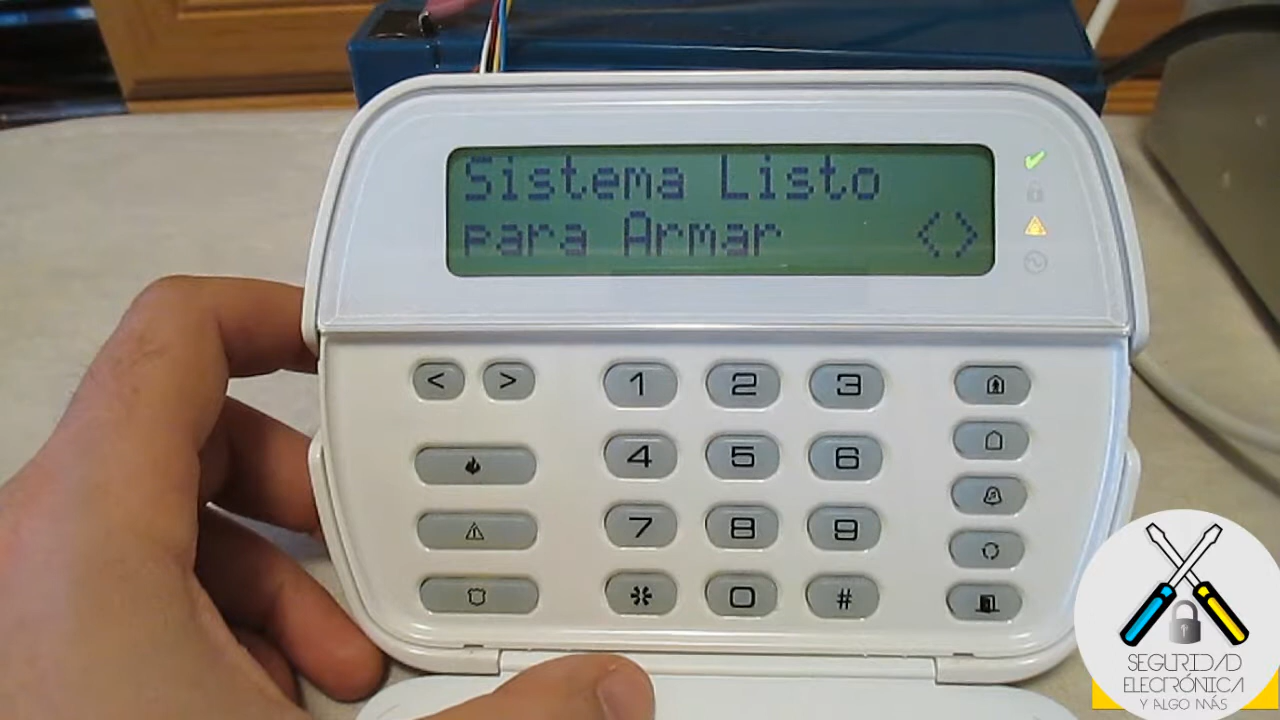 Sistema Listo
para Armar <>
< >
1 2 3
4 5 6
7 8 9
* 0 #
SEGURIDAD
ELECTRÓNICA
Y ALGO MÁS